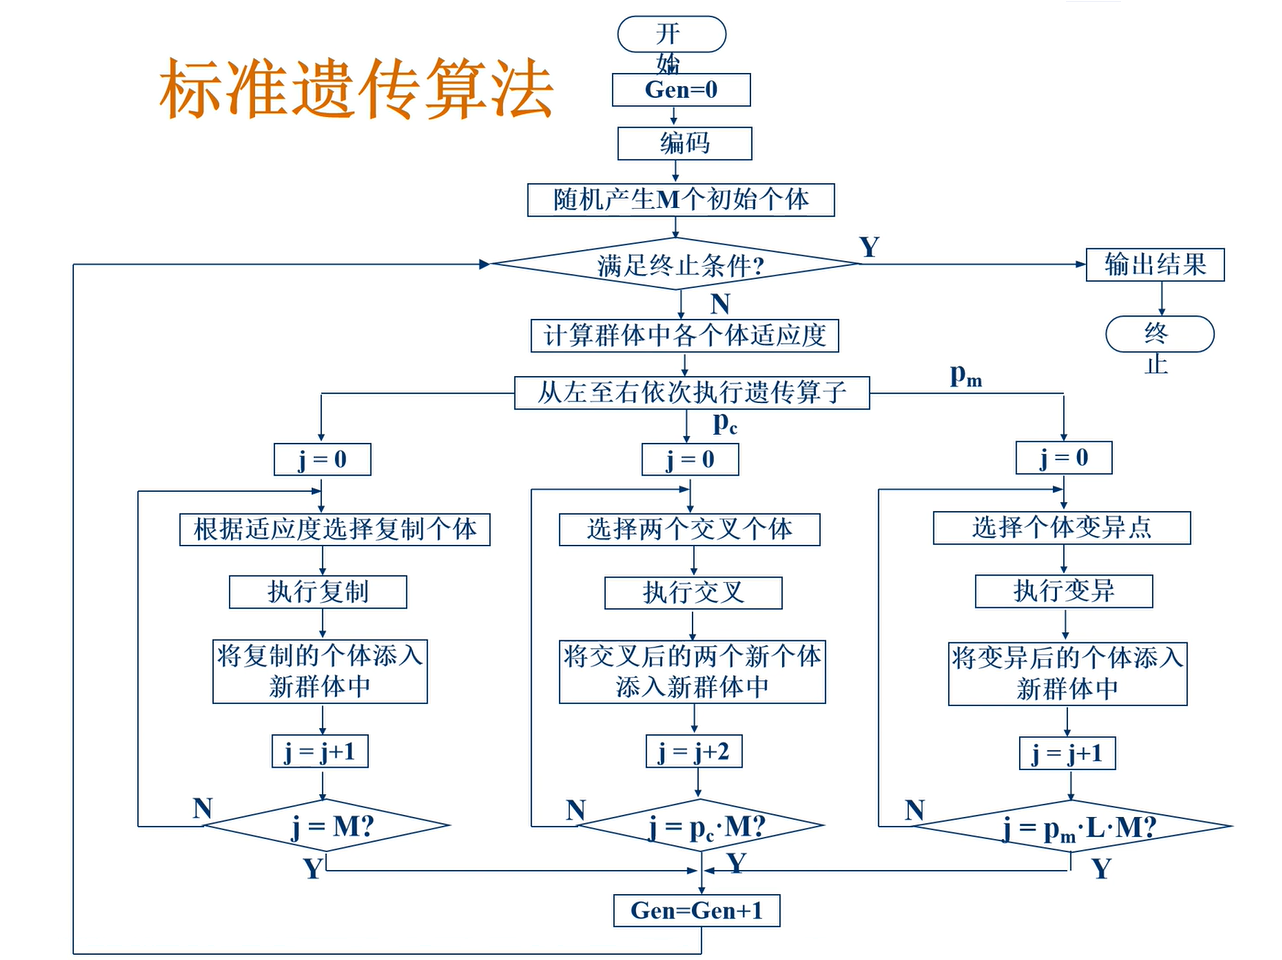 标准遗传算法
开
始
Gen=0
编码
随机产生M个初始个体
满足终止条件?
Y
输出结果
终
止
N
计算群体中各个体适应度
从左至右依次执行遗传算子
pm
pc
j = 0
根据适应度选择复制个体
执行复制
将复制的个体添入
新群体中
j = j+1
N
j = M?
Y
j = 0
选择两个交叉个体
执行交叉
将交叉后的两个新个体
添入新群体中
j = j+2
N
j = pc·M?
Y
j = 0
选择个体变异点
执行变异
将变异后的个体添入
新群体中
j = j+1
N
j = pm·L·M?
Y
Gen=Gen+1